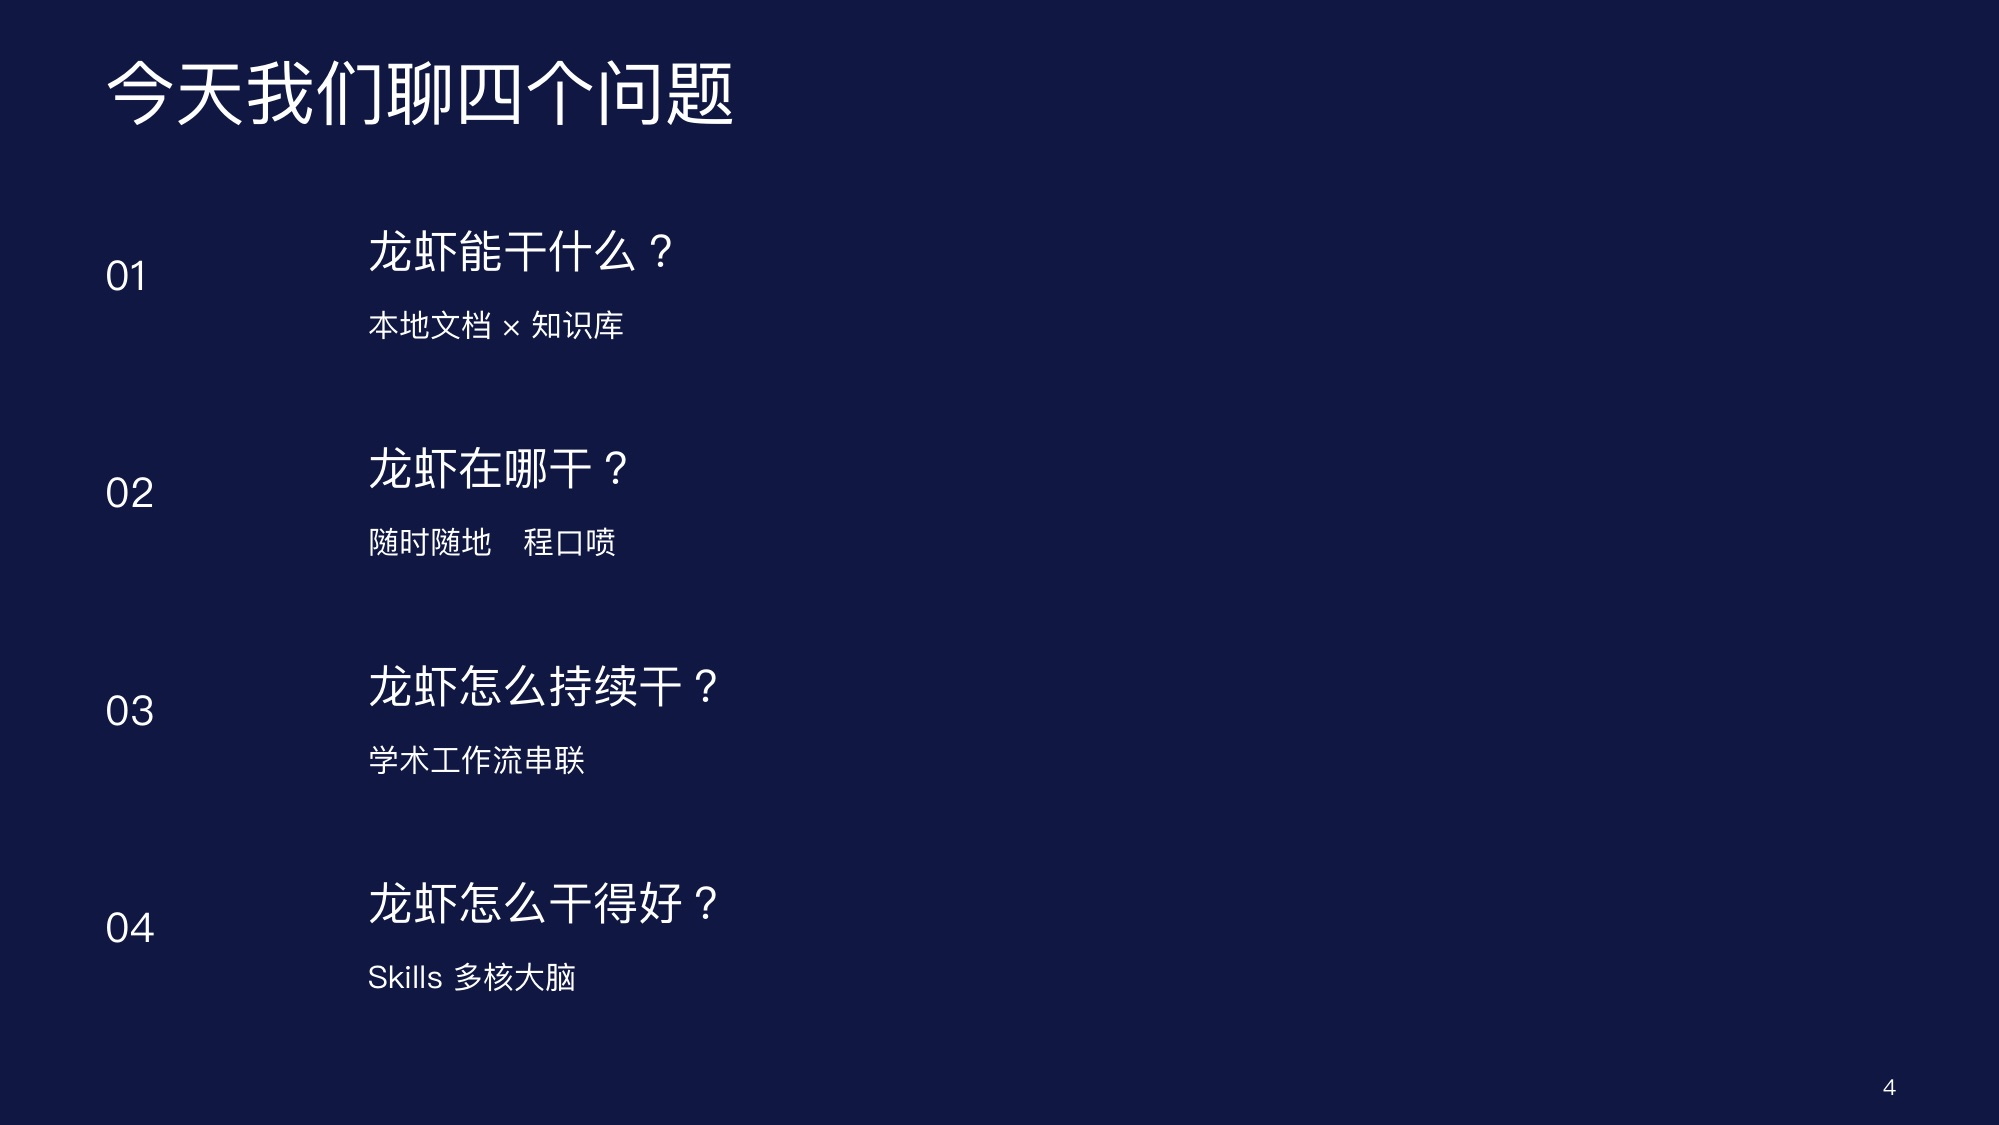 今天我们聊四个问题
01
龙虾能干什么？
本地文档 × 知识库
02
龙虾在哪干？
随时随地　程口喷
03
龙虾怎么持续干？
学术工作流串联
04
龙虾怎么干得好？
Skills 多核大脑
4